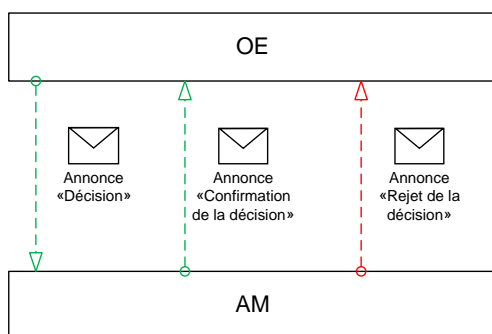 OE
Annonce
«Décision»
Annonce
«Confirmation
de la décision»
Annonce
«Rejet de la
décision»
AM